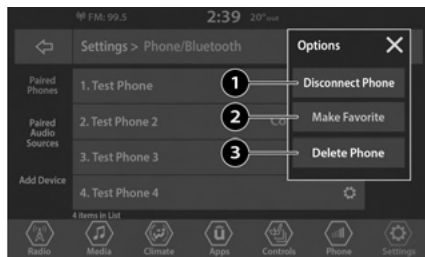 FM: 99.5
2:39
20°out
Settings > Phone/Bluetooth
Options
Paired
Phones
1. Test Phone
1
Disconnect Phone
Paired
Audio
Sources
2. Test Phone 2
Co
2
Make Favorite
3. Test Phone 3
3
Delete Phone
Add Device
4. Test Phone 4
4 Items in List
Radio
Media
Climate
Apps
Controls
Phone
Settings